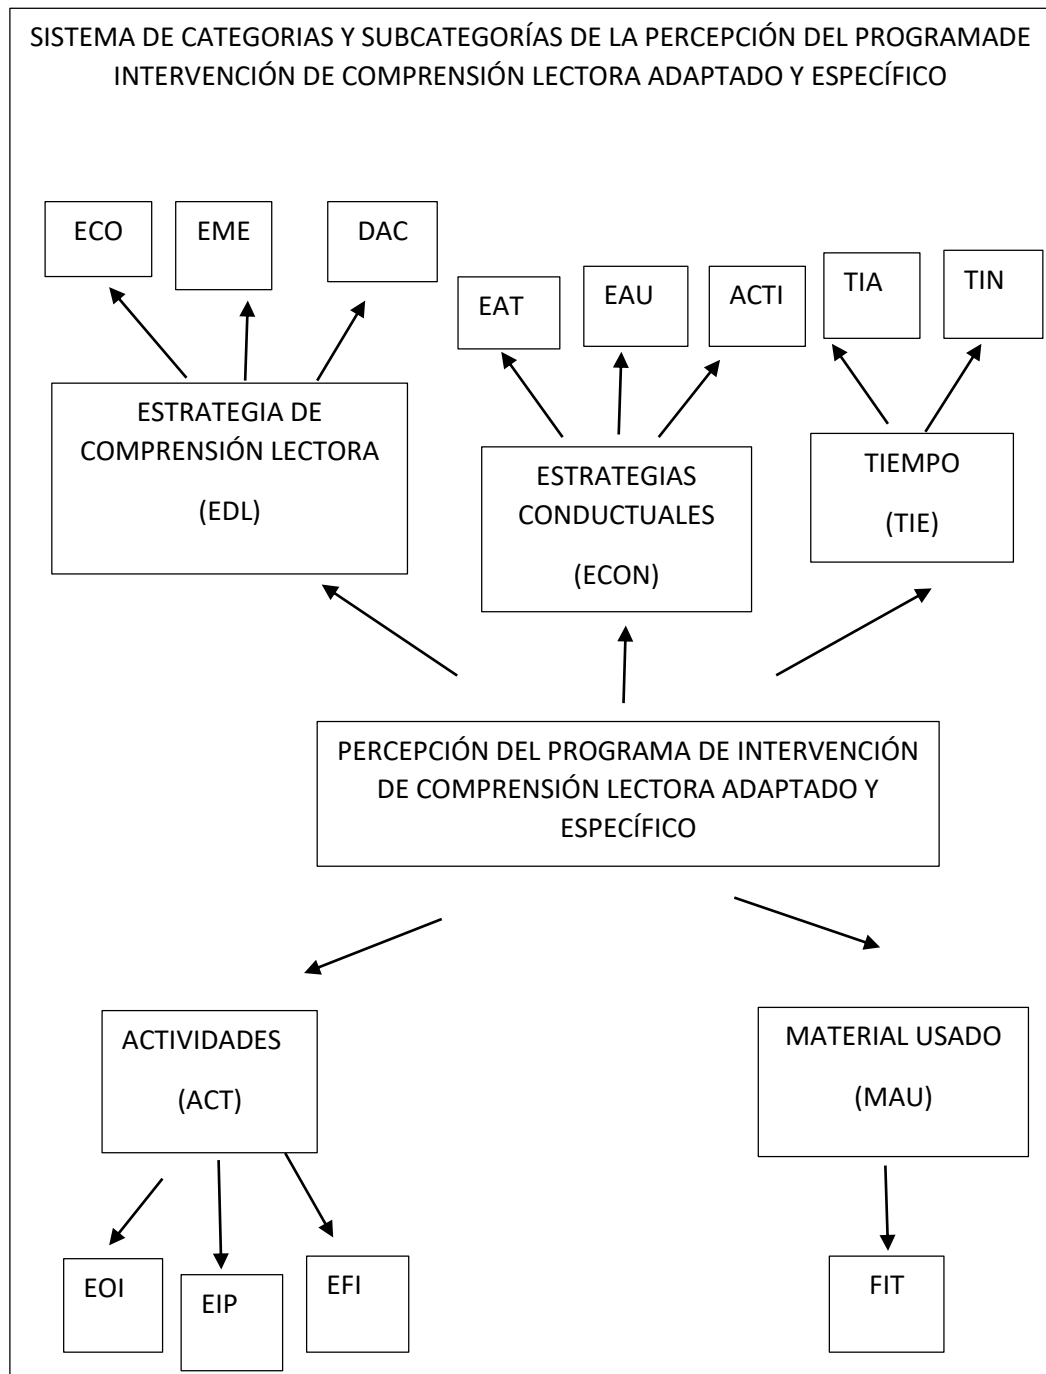 SISTEMA DE CATEGORIAS Y SUBCATEGORÍAS DE LA PERCEPCIÓN DEL PROGRAMADE
INTERVENCIÓN DE COMPRENSIÓN LECTORA ADAPTADO Y ESPECÍFICO
ECO
EME
DAC
EAT
EAU
ACTI
TIA
TIN
ESTRATEGIA DE
COMPRENSIÓN LECTORA
(EDL)
ESTRATEGIAS
CONDUCTUALES
(ECON)
TIEMPO
(TIE)
PERCEPCIÓN DEL PROGRAMA DE INTERVENCIÓN
DE COMPRENSIÓN LECTORA ADAPTADO Y
ESPECÍFICO
ACTIVIDADES
(ACT)
MATERIAL USADO
(MAU)
EOI
EIP
EFI
FIT